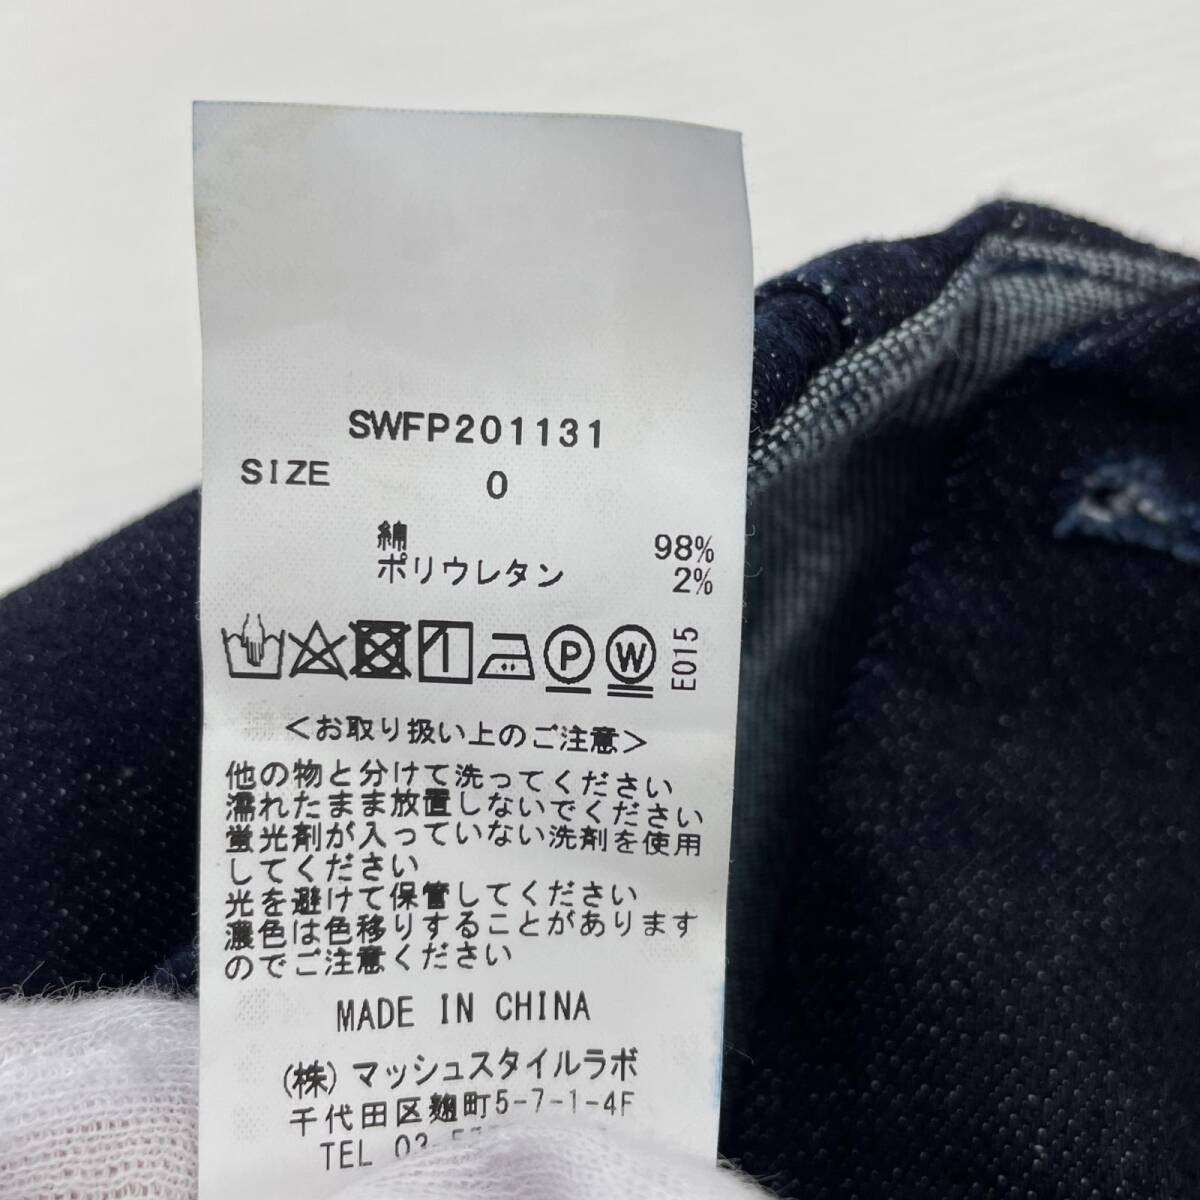 SWFP201131
SIZE 0
綿 98%
ポリウレタン 2%
P W E015
<お取り扱い上のご注意>
他の物と分けて洗ってください
濡れたまま放置しないでください
蛍光剤が入っていない洗剤を使用
してください
光を避けて保管してください
濃色は色移りすることがあります
のでご注意ください
MADE IN CHINA
(株)マッシュスタイルラボ
千代田区麹町5-7-1-4F
TEL 03-5